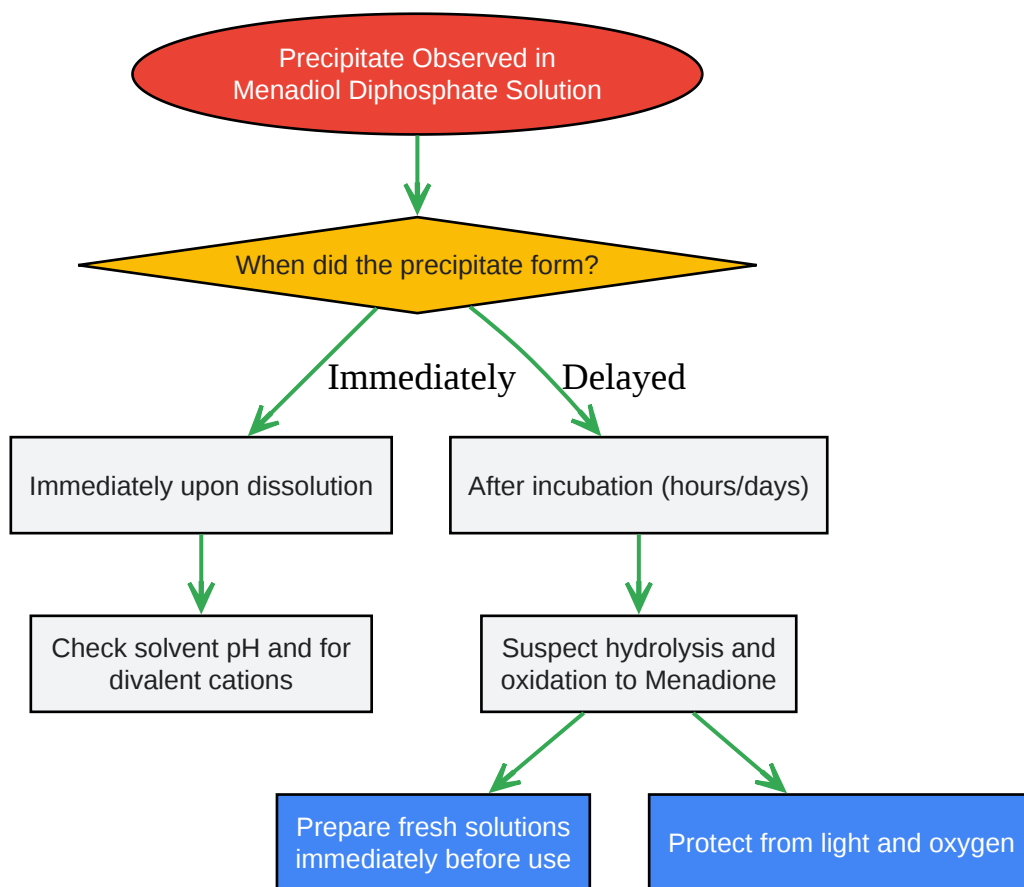 Precipitate Observed in
Menadiol Diphosphate Solution
When did the precipitate form?
Immediately
Delayed
Immediately upon dissolution
After incubation (hours/days)
Check solvent pH and for
divalent cations
Suspect hydrolysis and
oxidation to Menadione
Prepare fresh solutions
immediately before use
Protect from light and oxygen